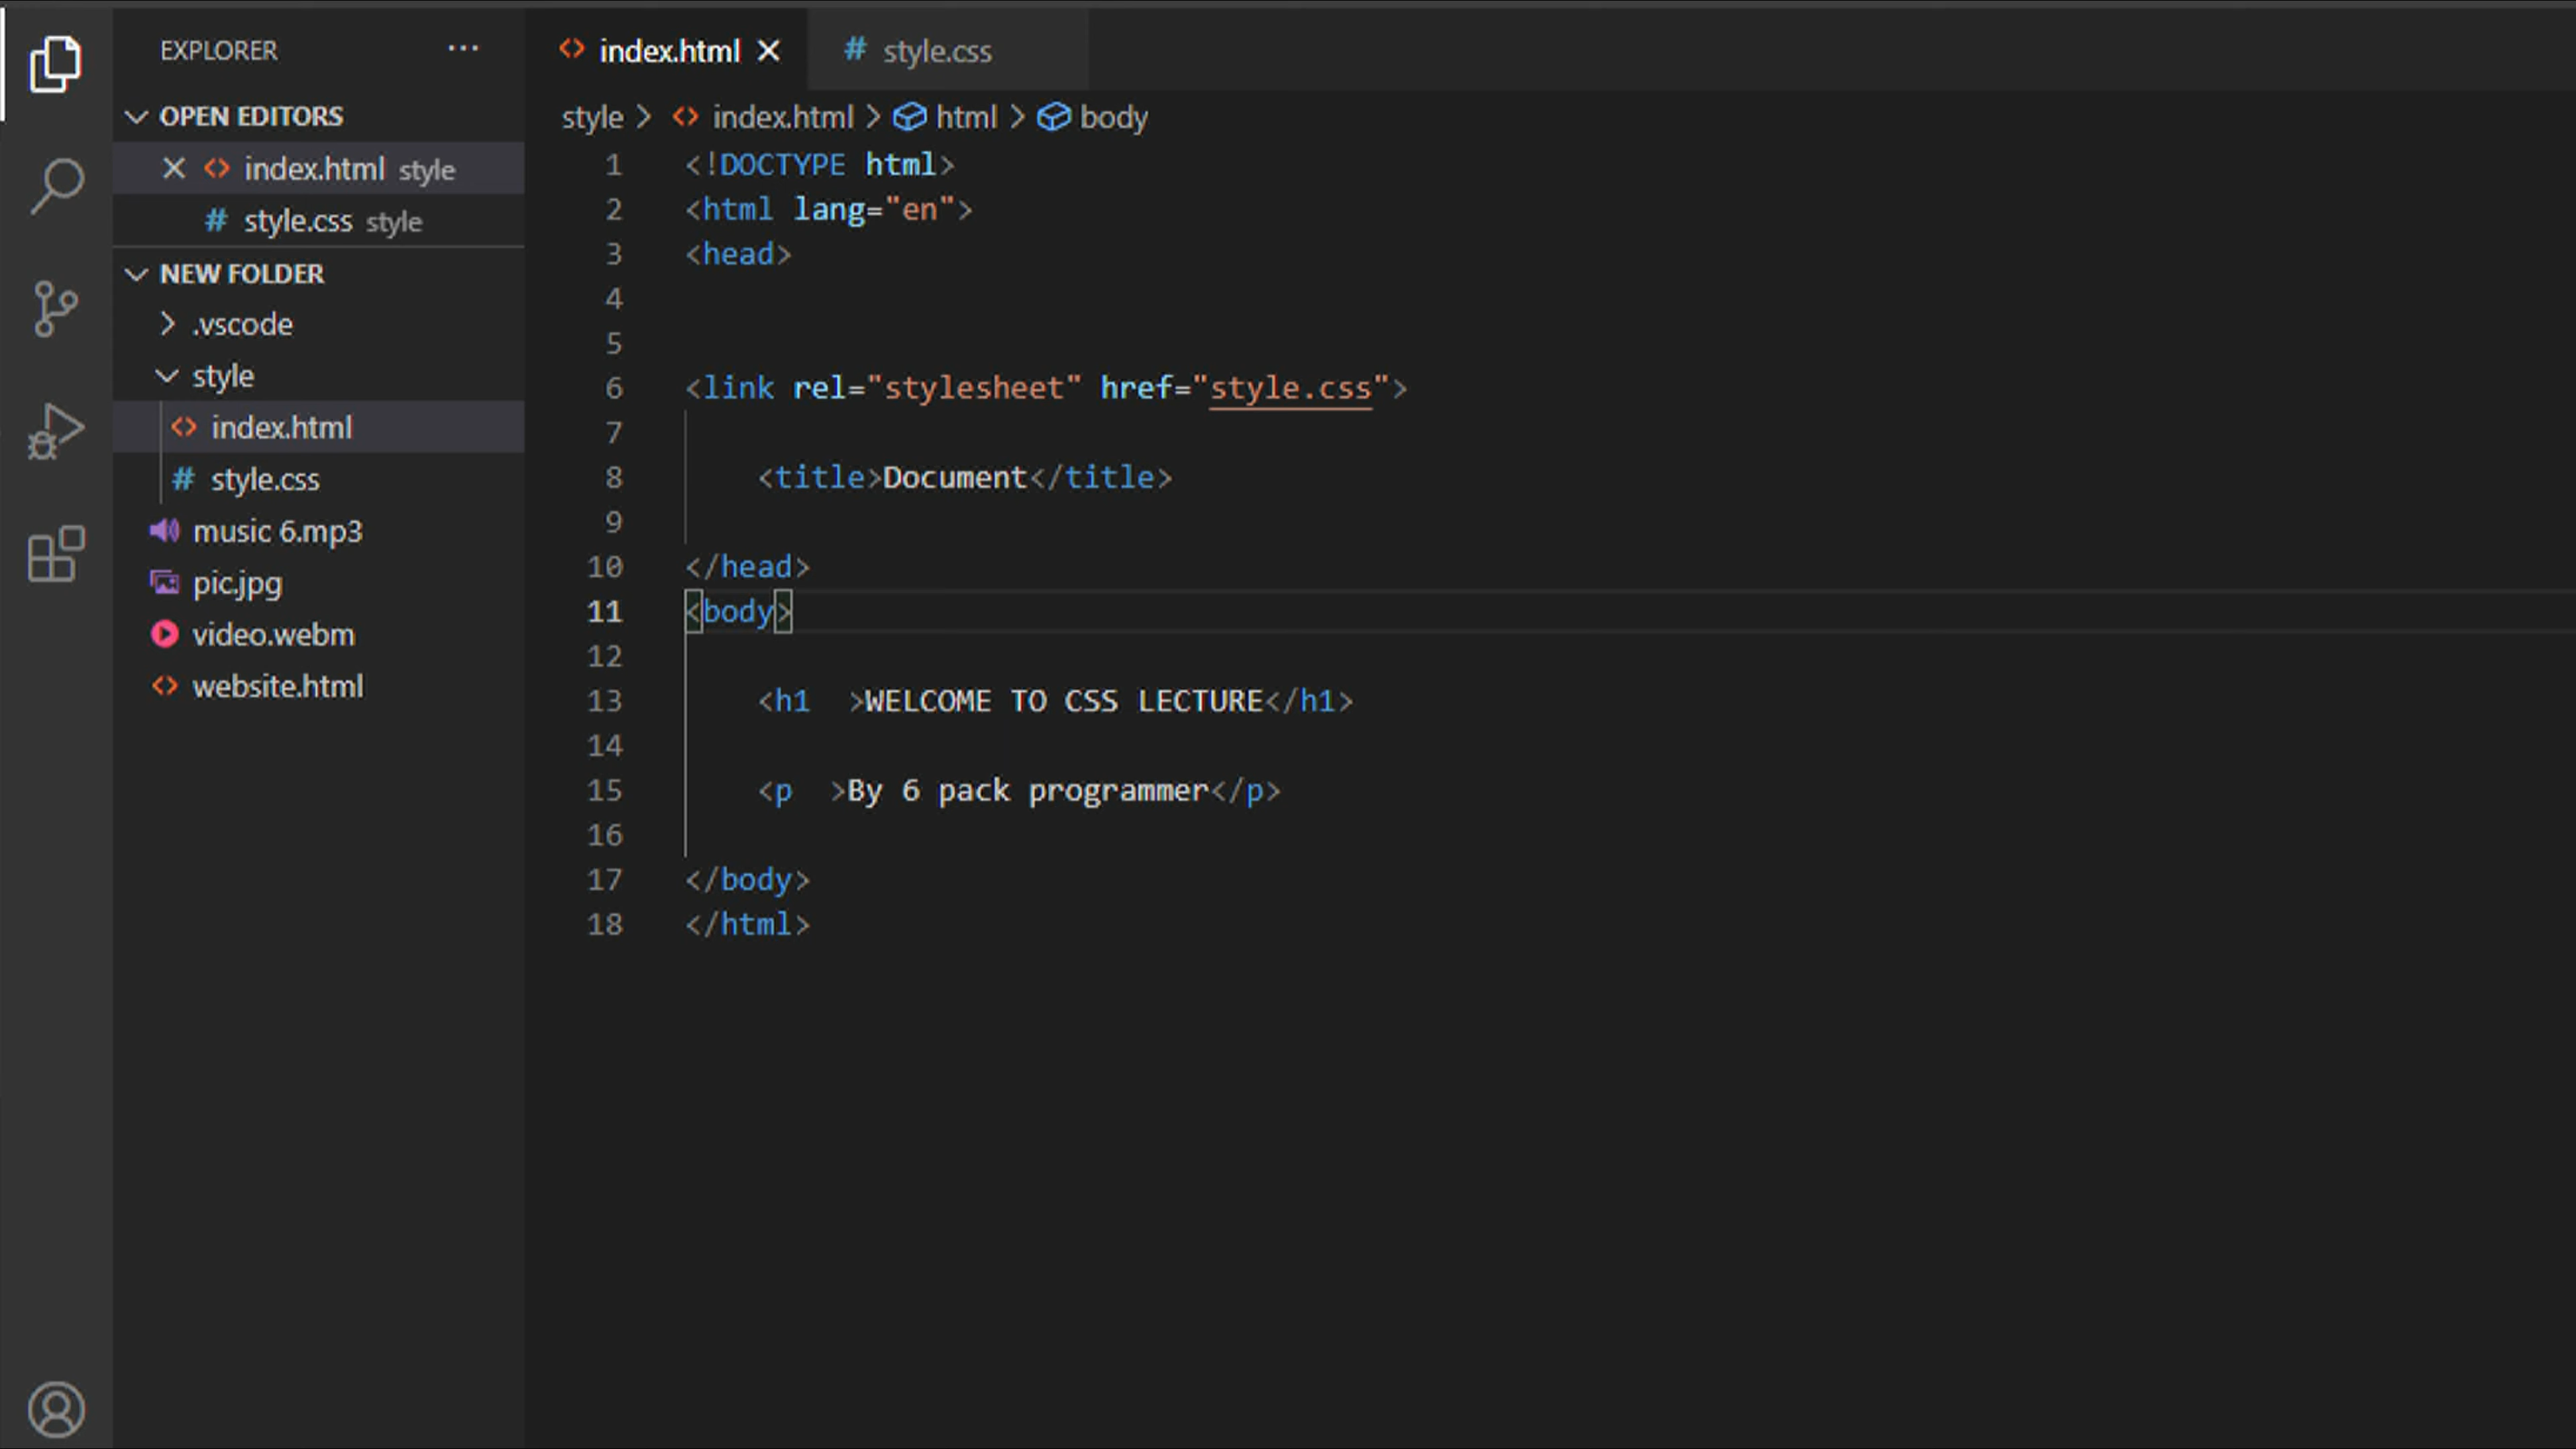 EXPLORER
OPEN EDITORS
index.html style
style.css style
NEW FOLDER
.vscode
style
index.html
style.css
music 6.mp3
pic.jpg
video.webm
website.html
index.html
style.css
style > index.html > html > body
1 <!DOCTYPE html>
2 <html lang="en">
3 <head>
4
5
6 <link rel="stylesheet" href="style.css">
7
8 <title>Document</title>
9
10 </head>
11 <body>
12
13 <h1  >WELCOME TO CSS LECTURE</h1>
14
15 <p  >By 6 pack programmer</p>
16
17 </body>
18 </html>